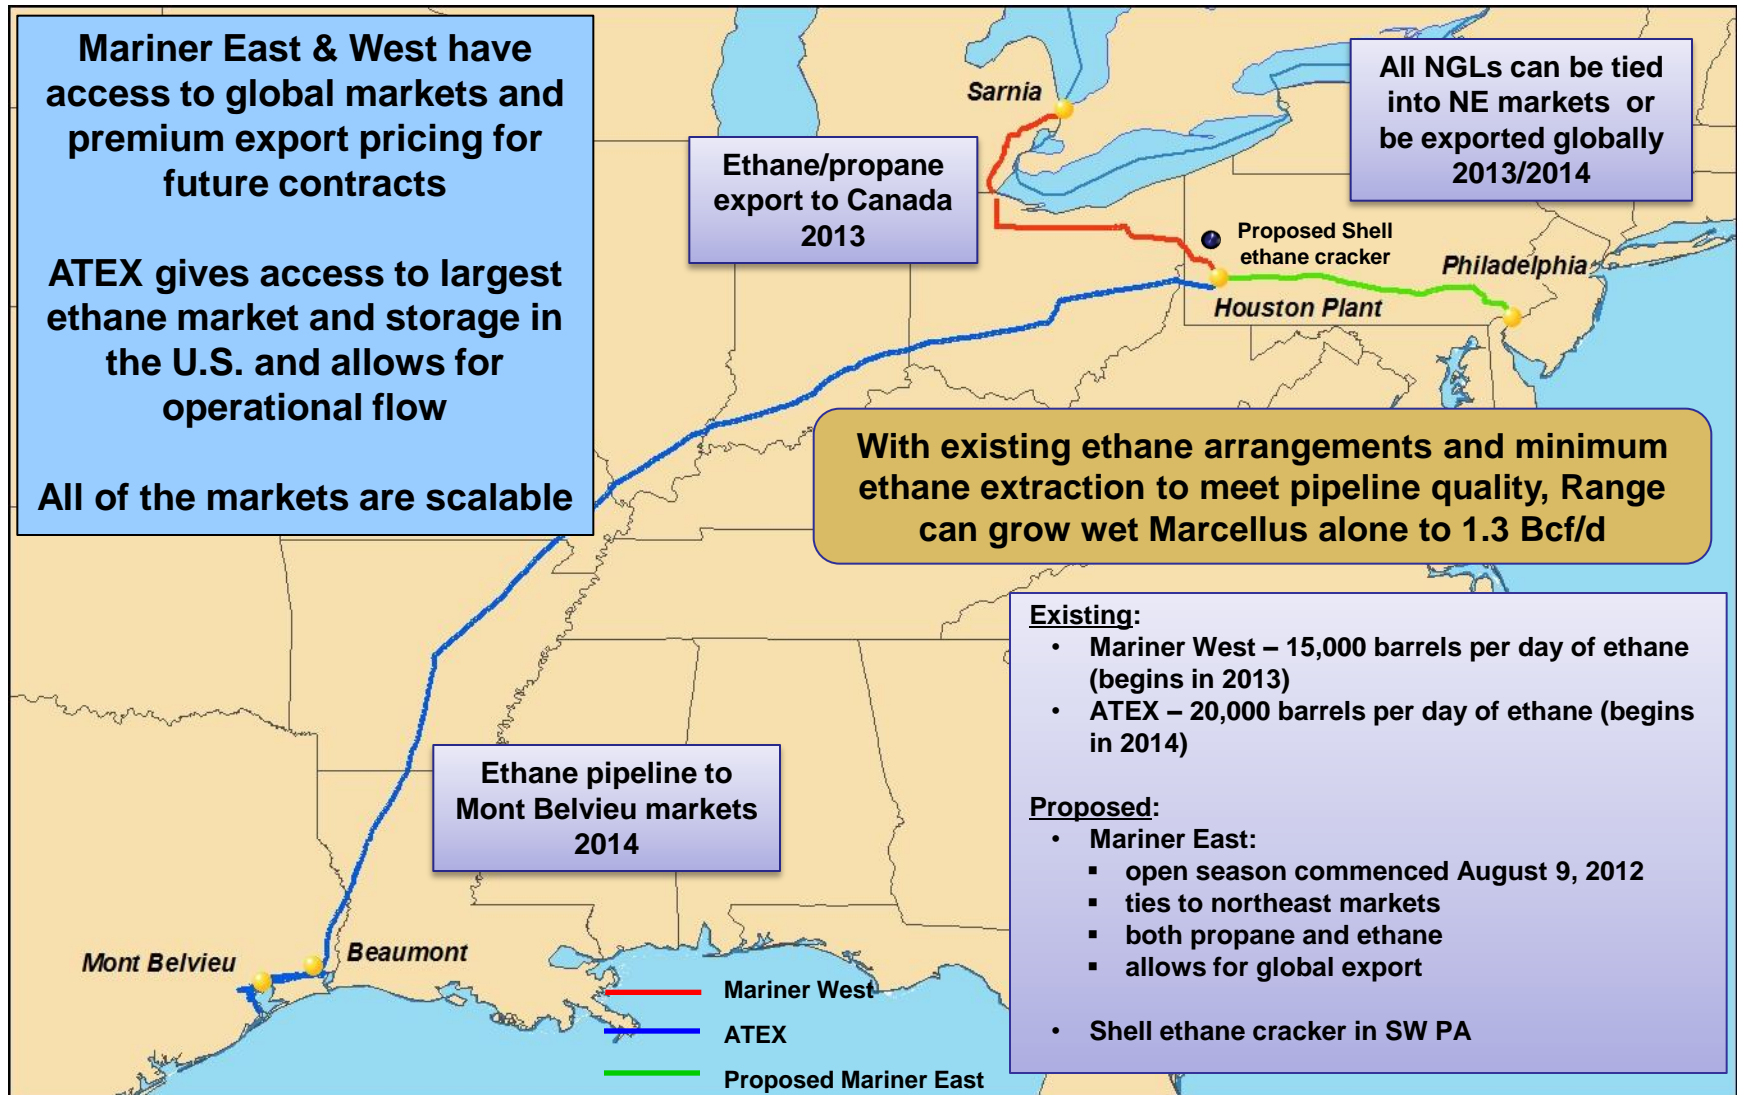 Mariner East & West have
access to global markets and
premium export pricing for
future contracts
ATEX gives access to largest
ethane market and storage in
the U.S. and allows for
operational flow
All of the markets are scalable
Sarnia
Ethane/propane
export to Canada
2013
All NGLs can be tied
into NE markets or
be exported globally
2013/2014
Proposed Shell
ethane cracker
Philadelphia
Houston Plant
With existing ethane arrangements and minimum
ethane extraction to meet pipeline quality, Range
can grow wet Marcellus alone to 1.3 Bcf/d
Existing:
• Mariner West – 15,000 barrels per day of ethane
(begins in 2013)
• ATEX – 20,000 barrels per day of ethane (begins
in 2014)
Proposed:
• Mariner East:
▪ open season commenced August 9, 2012
▪ ties to northeast markets
▪ both propane and ethane
▪ allows for global export
• Shell ethane cracker in SW PA
Ethane pipeline to
Mont Belvieu markets
2014
Mont Belvieu
Beaumont
Mariner West
ATEX
Proposed Mariner East